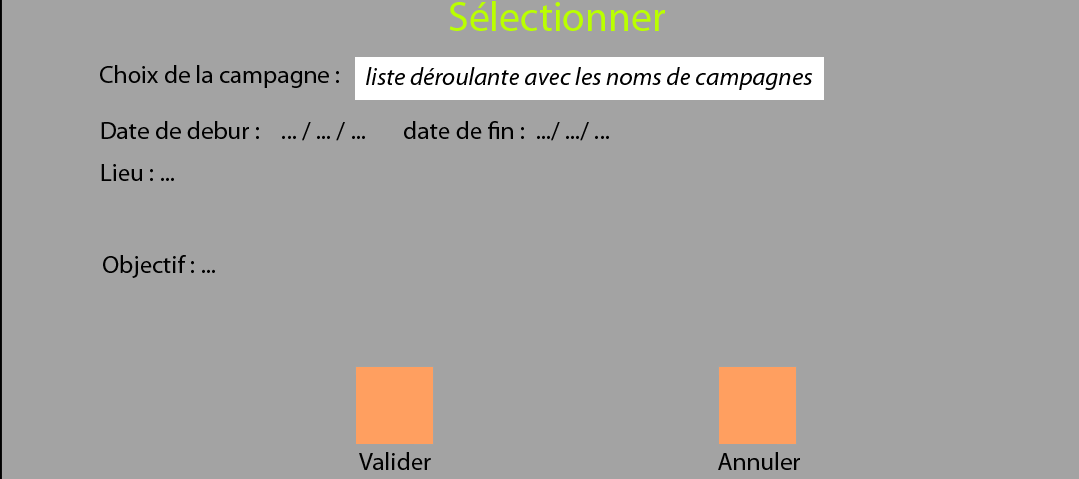 Sélectionner
Choix de la campagne : liste déroulante avec les noms de campagnes
Date de debur : ... / ... / ... date de fin : .../ .../ ...
Lieu : ...
Objectif : ...
Valider Annuler